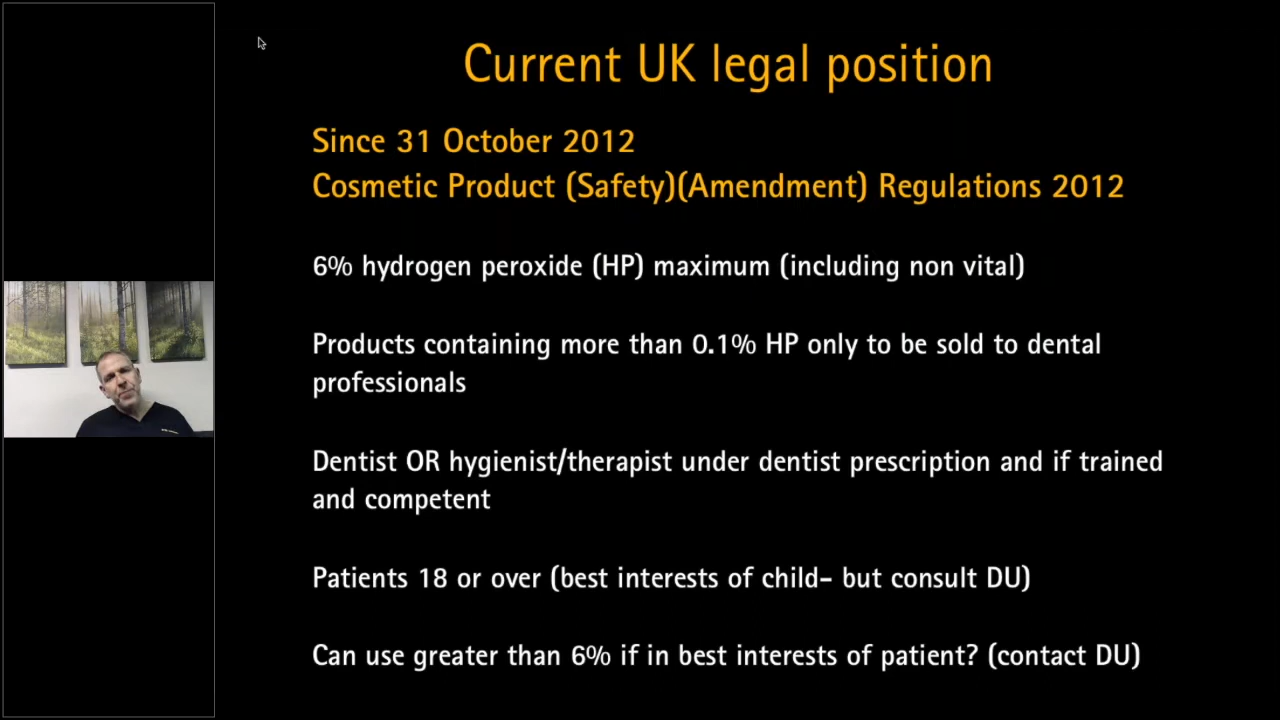 Current UK legal position
Since 31 October 2012
Cosmetic Product (Safety)(Amendment) Regulations 2012
6% hydrogen peroxide (HP) maximum (including non vital)
Products containing more than 0.1% HP only to be sold to dental
professionals
Dentist OR hygienist/therapist under dentist prescription and if trained
and competent
Patients 18 or over (best interests of child- but consult DU)
Can use greater than 6% if in best interests of patient? (contact DU)